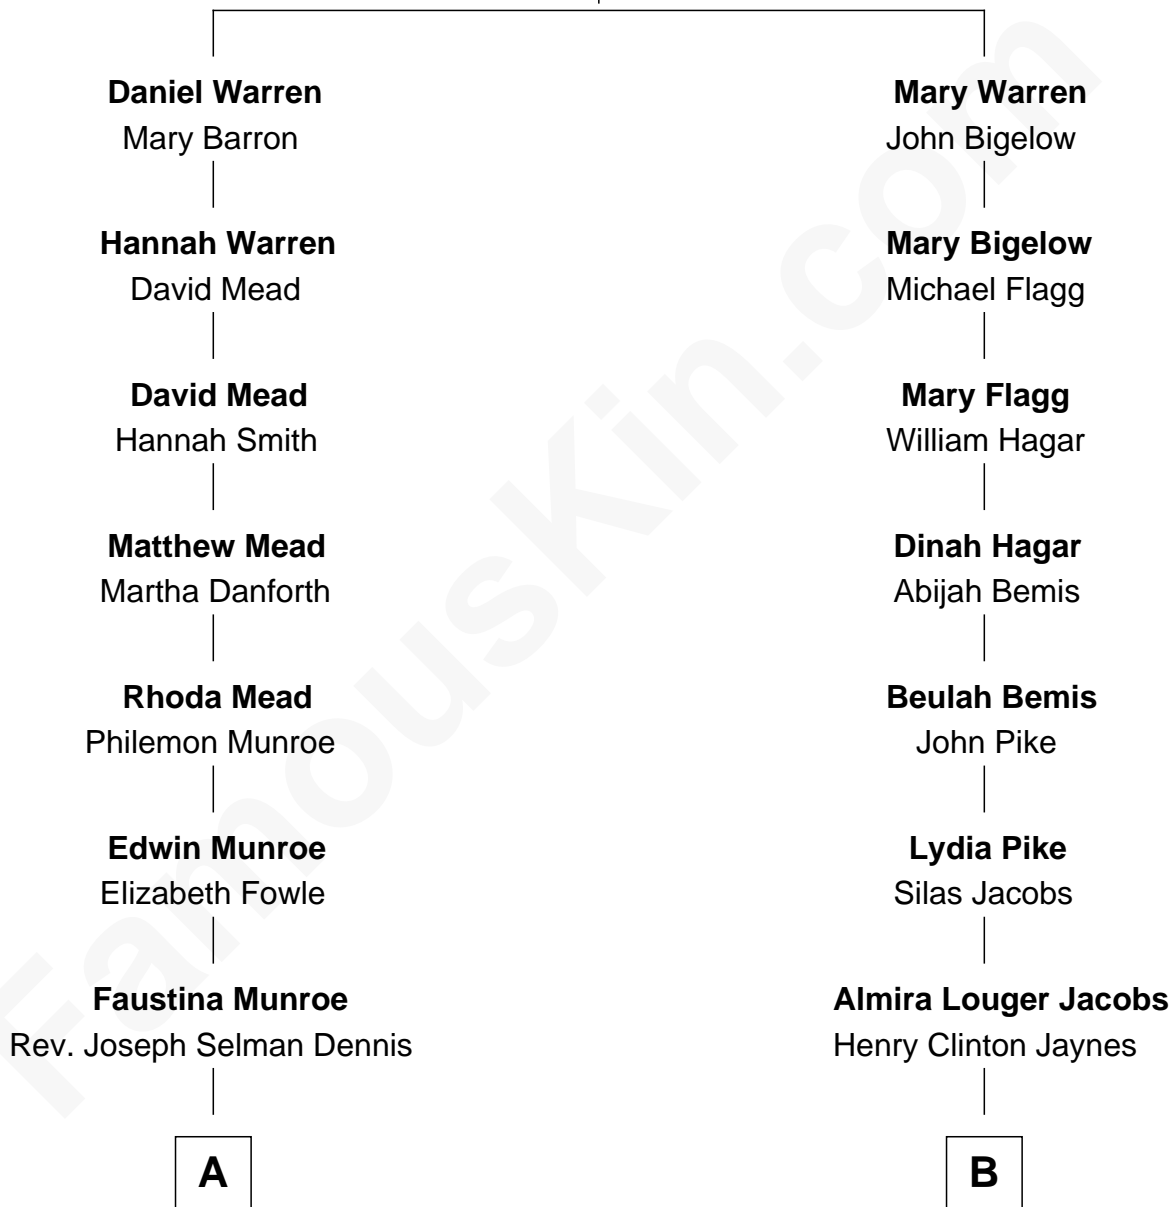 Daniel Warren
Mary Barron
Hannah Warren
David Mead
David Mead
Hannah Smith
Matthew Mead
Martha Danforth
Rhoda Mead
Philemon Munroe
Edwin Munroe
Elizabeth Fowle
Faustina Munroe
Rev. Joseph Selman Dennis
A
Mary Warren
John Bigelow
Mary Bigelow
Michael Flagg
Mary Flagg
William Hagar
Dinah Hagar
Abijah Bemis
Beulah Bemis
John Pike
Lydia Pike
Silas Jacobs
Almira Louger Jacobs
Henry Clinton Jaynes
B
FamousKin.com